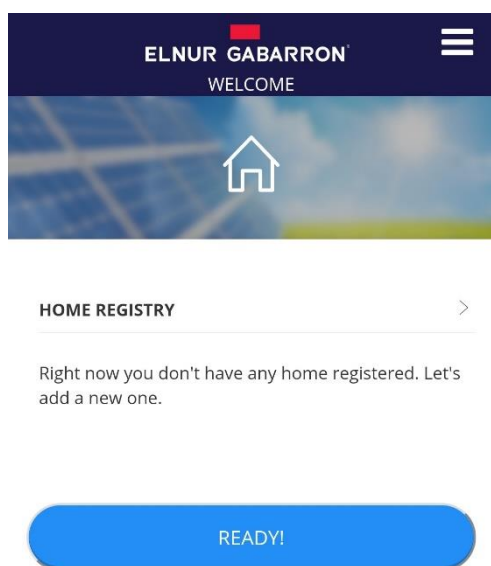 ELNUR GABARRON
WELCOME
HOME REGISTRY
Right now you don't have any home registered. Let's
add a new one.
READY!